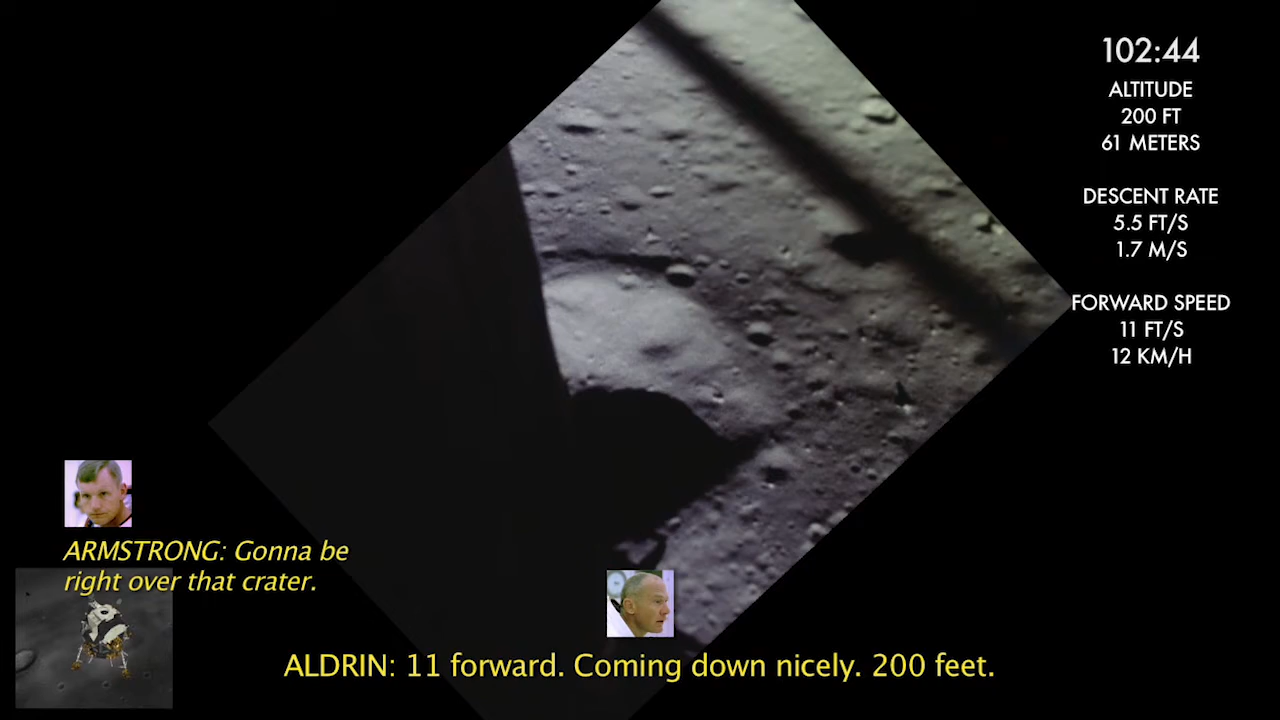 102:44
ALTITUDE
200 FT
61 METERS
DESCENT RATE
5.5 FT/S
1.7 M/S
FORWARD SPEED
11 FT/S
12 KM/H
ARMSTRONG: Gonna be
right over that crater.
ALDRIN: 11 forward. Coming down nicely. 200 feet.